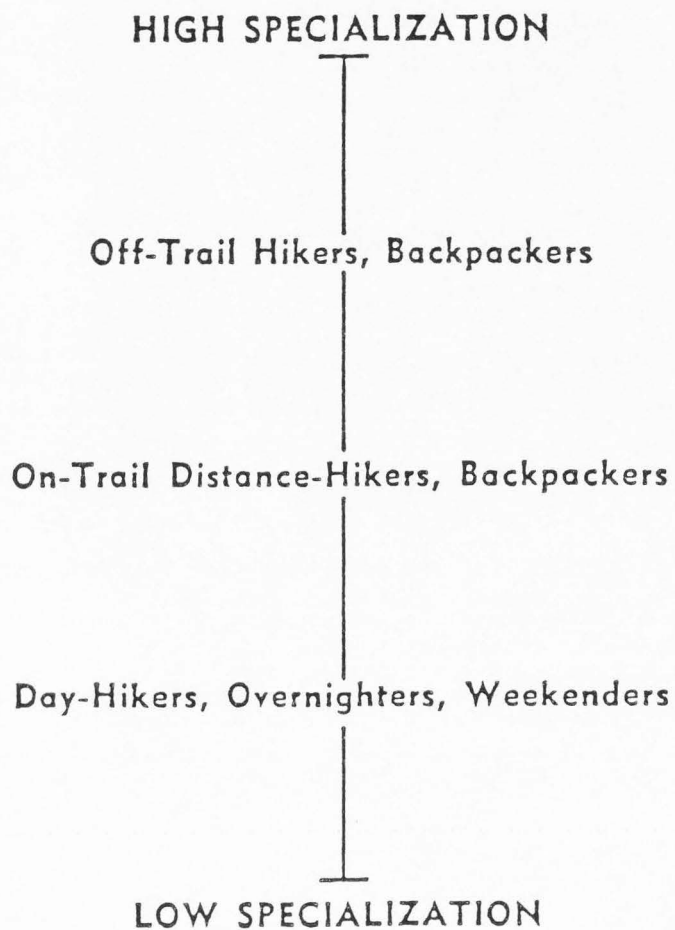 HIGH SPECIALIZATION
Off-Trail Hikers, Backpackers
On-Trail Distance-Hikers, Backpackers
Day-Hikers, Overnighters, Weekenders
LOW SPECIALIZATION